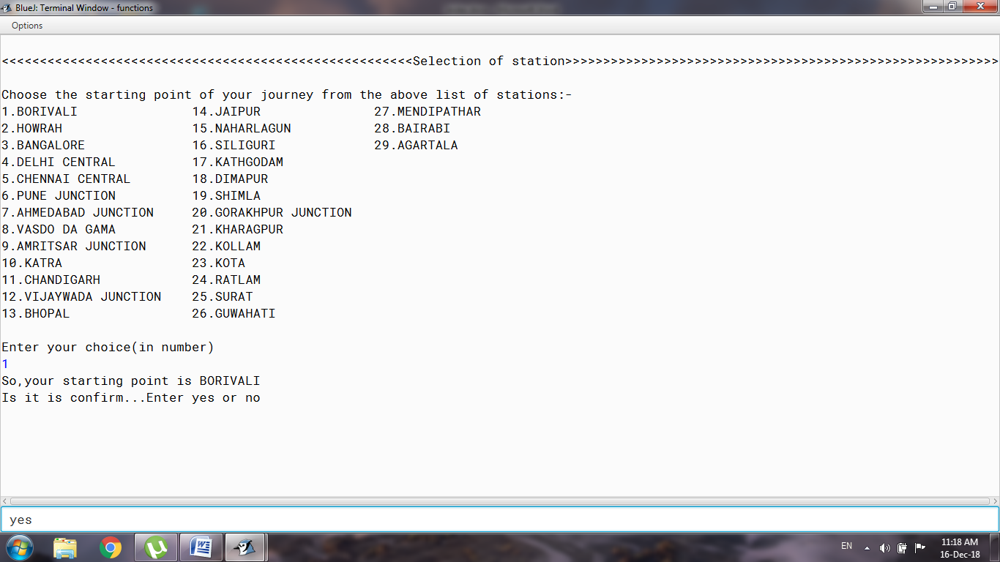 BlueJ: Terminal Window - functions
Options
<<<<<<<<<<<<<<<<<<<<<<<<<<<<<<<<<<<<<<<<<<<<<<<<<<<<<<Selection of station>>>>>>>>>>>>>>>>>>>>>>>>>>>>>>>>>>>>>>>>>>>>>>>>>>>>>>>>>
Choose the starting point of your journey from the above list of stations:-
1.BORIVALI 14.JAIPUR 27.MENDIPATHAR
2.HOWRAH 15.NAHARLAGUN 28.BAIRABI
3.BANGALORE 16.SILIGURI 29.AGARTALA
4.DELHI CENTRAL 17.KATHGODAM
5.CHENNAI CENTRAL 18.DIMAPUR
6.PUNE JUNCTION 19.SHIMLA
7.AHMEDABAD JUNCTION 20.GORAKHPUR JUNCTION
8.VASDO DA GAMA 21.KHARAGPUR
9.AMRITSAR JUNCTION 22.KOLLAM
10.KATRA 23.KOTA
11.CHANDIGARH 24.RATLAM
12.VIJAYWADA JUNCTION 25.SURAT
13.BHOPAL 26.GUWAHATI
Enter your choice(in number)
1
So,your starting point is BORIVALI
Is it is confirm...Enter yes or no
yes
EN
11:18 AM
16-Dec-18